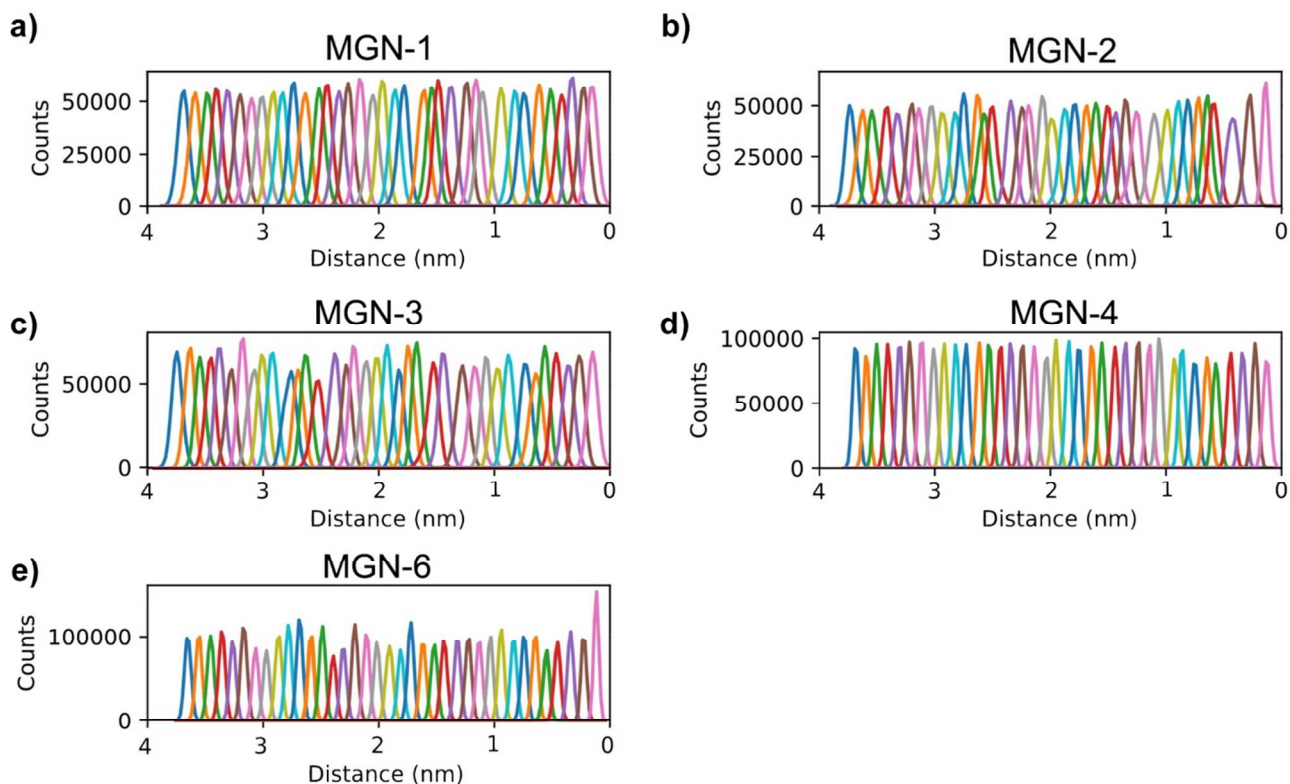 a)
MGN-1
Counts
50000
25000
0
4 3 2 1 0
Distance (nm)
b)
MGN-2
Counts
50000
25000
0
4 3 2 1 0
Distance (nm)
c)
MGN-3
Counts
50000
0
4 3 2 1 0
Distance (nm)
d)
MGN-4
Counts
100000
50000
0
4 3 2 1 0
Distance (nm)
e)
MGN-6
Counts
100000
0
4 3 2 1 0
Distance (nm)